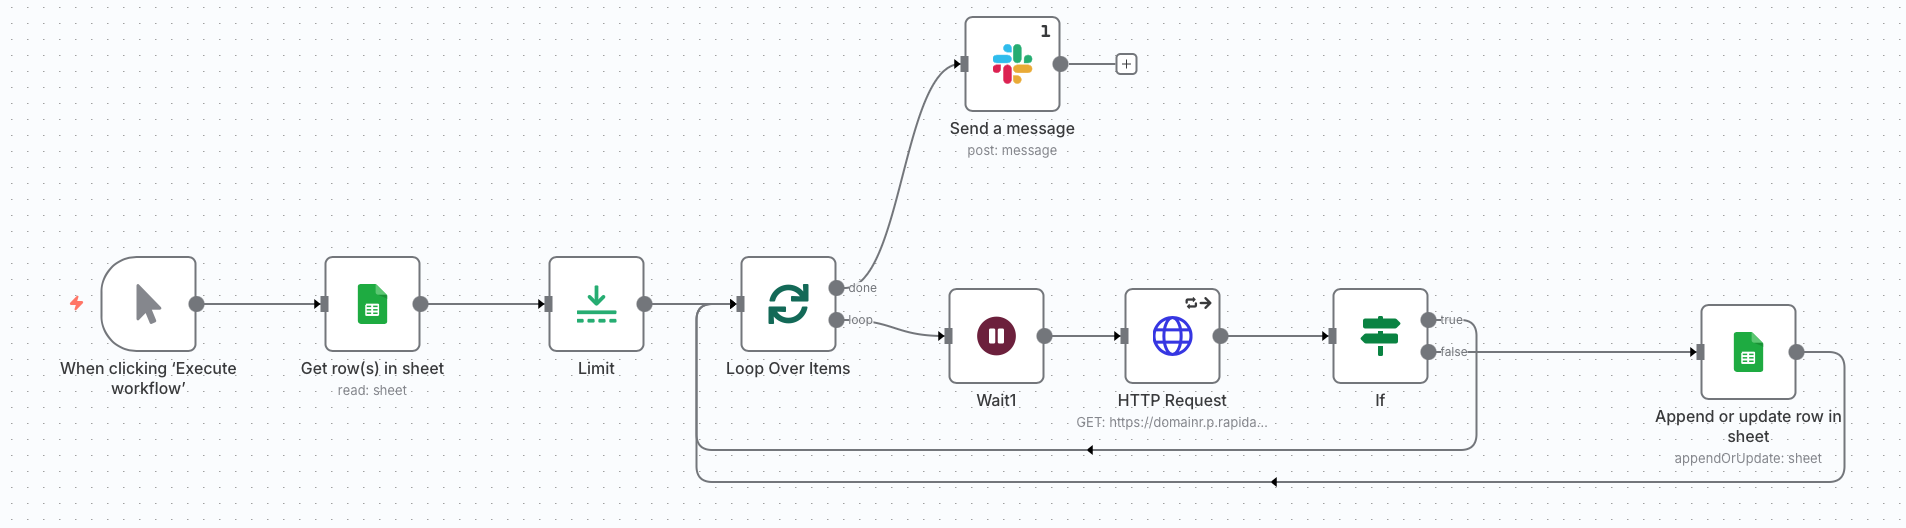 1
Send a message
post: message
When clicking ‘Execute
workflow’
Get row(s) in sheet
read: sheet
Limit
Loop Over Items
done
loop
Wait1
HTTP Request
GET: https://domainr.p.rapida...
If
true
false
Append or update row in
sheet
appendOrUpdate: sheet